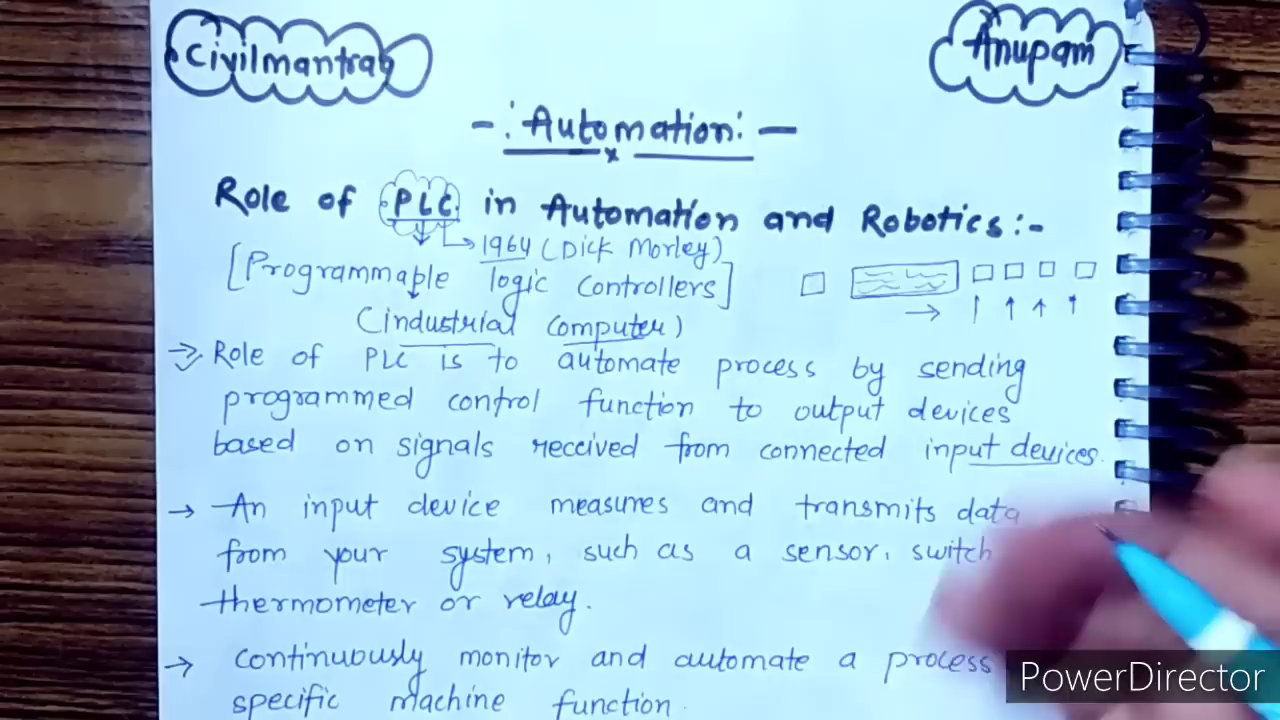 Civilmantra
Anupam
-: Automation: -
Role of PLC in Automation and Robotics:-
1964 (Dick Morley)
[Programmable logic Controllers]
(industrial computer)
Role of PLC is to automate process by sending
programmed control function to output devices
based on signals received from connected input devices.
→ An input device measures and transmits data
from your system, such as a sensor, switch
thermometer or relay.
→ Continuously monitor and automate a process
specific machine function.
PowerDirector